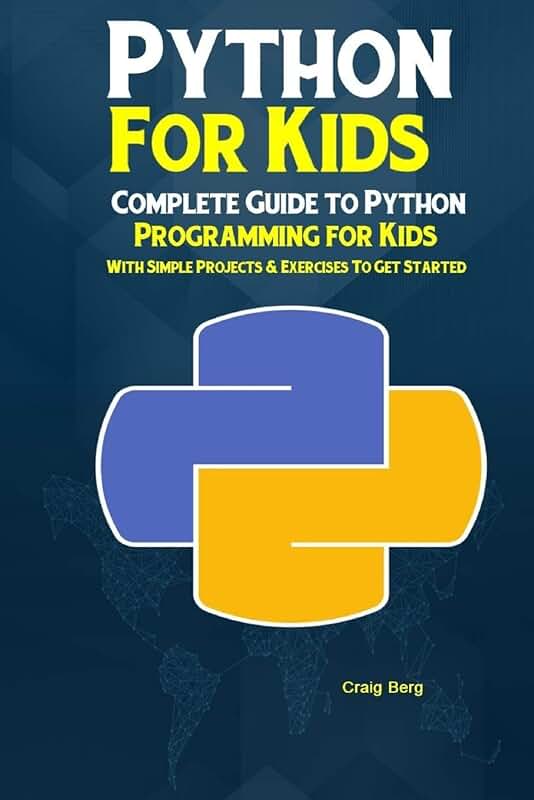 Python
For Kids
Complete Guide to Python
Programming for Kids
With Simple Projects & Exercises To Get Started
Craig Berg